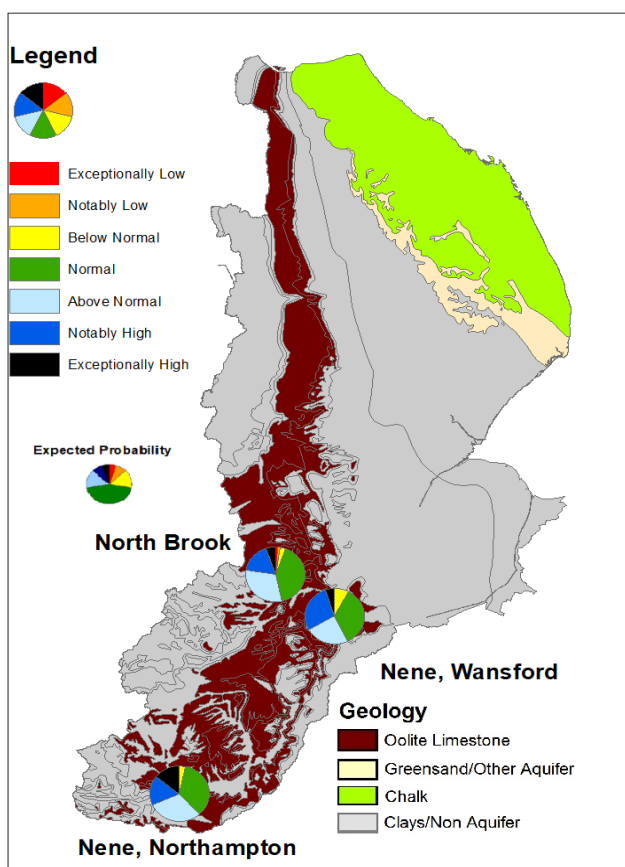 Legend
Exceptionally Low
Notably Low
Below Normal
Normal
Above Normal
Notably High
Exceptionally High
Expected Probability
North Brook
Nene, Wansford
Geology
Oolite Limestone
Greensand/Other Aquifer
Chalk
Clays/Non Aquifer
Nene, Northampton